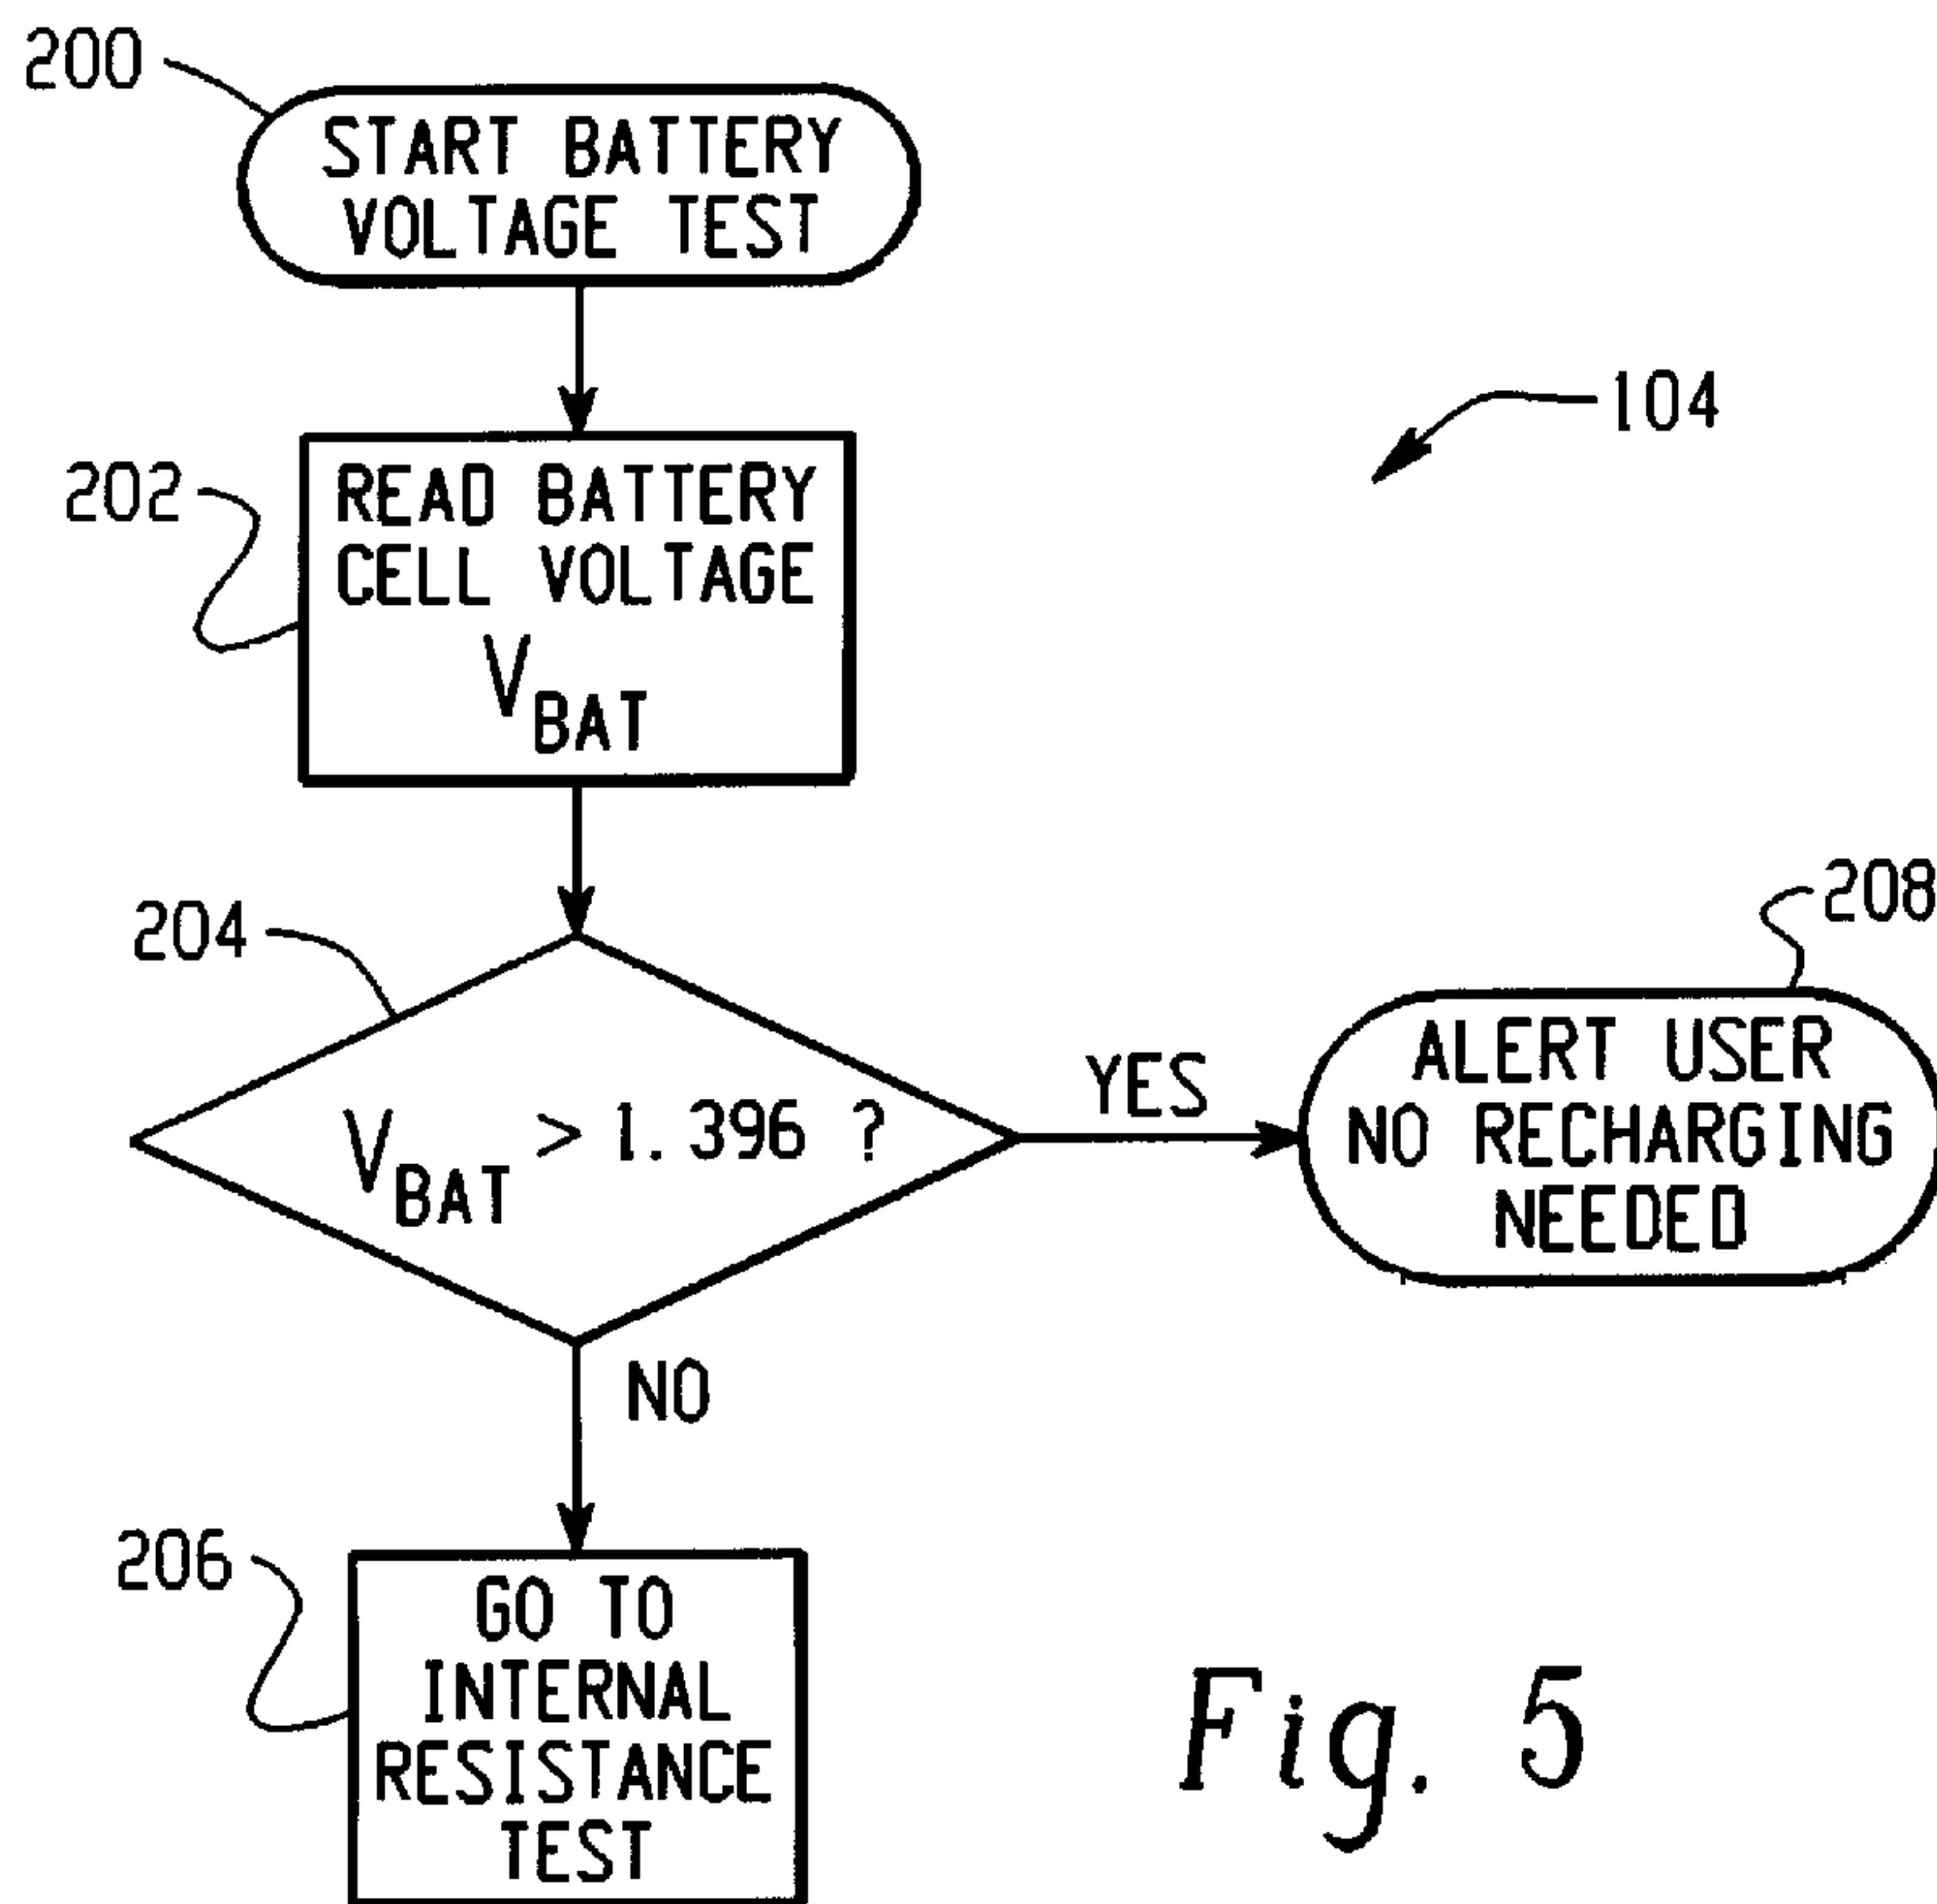 200
START BATTERY
VOLTAGE TEST
104
202
READ BATTERY
CELL VOLTAGE
VBAT
204
208
VBAT > 1.396 ?
YES
ALERT USER
NO RECHARGING
NEEDED
NO
206
GO TO
INTERNAL
RESISTANCE
TEST
Fig. 5